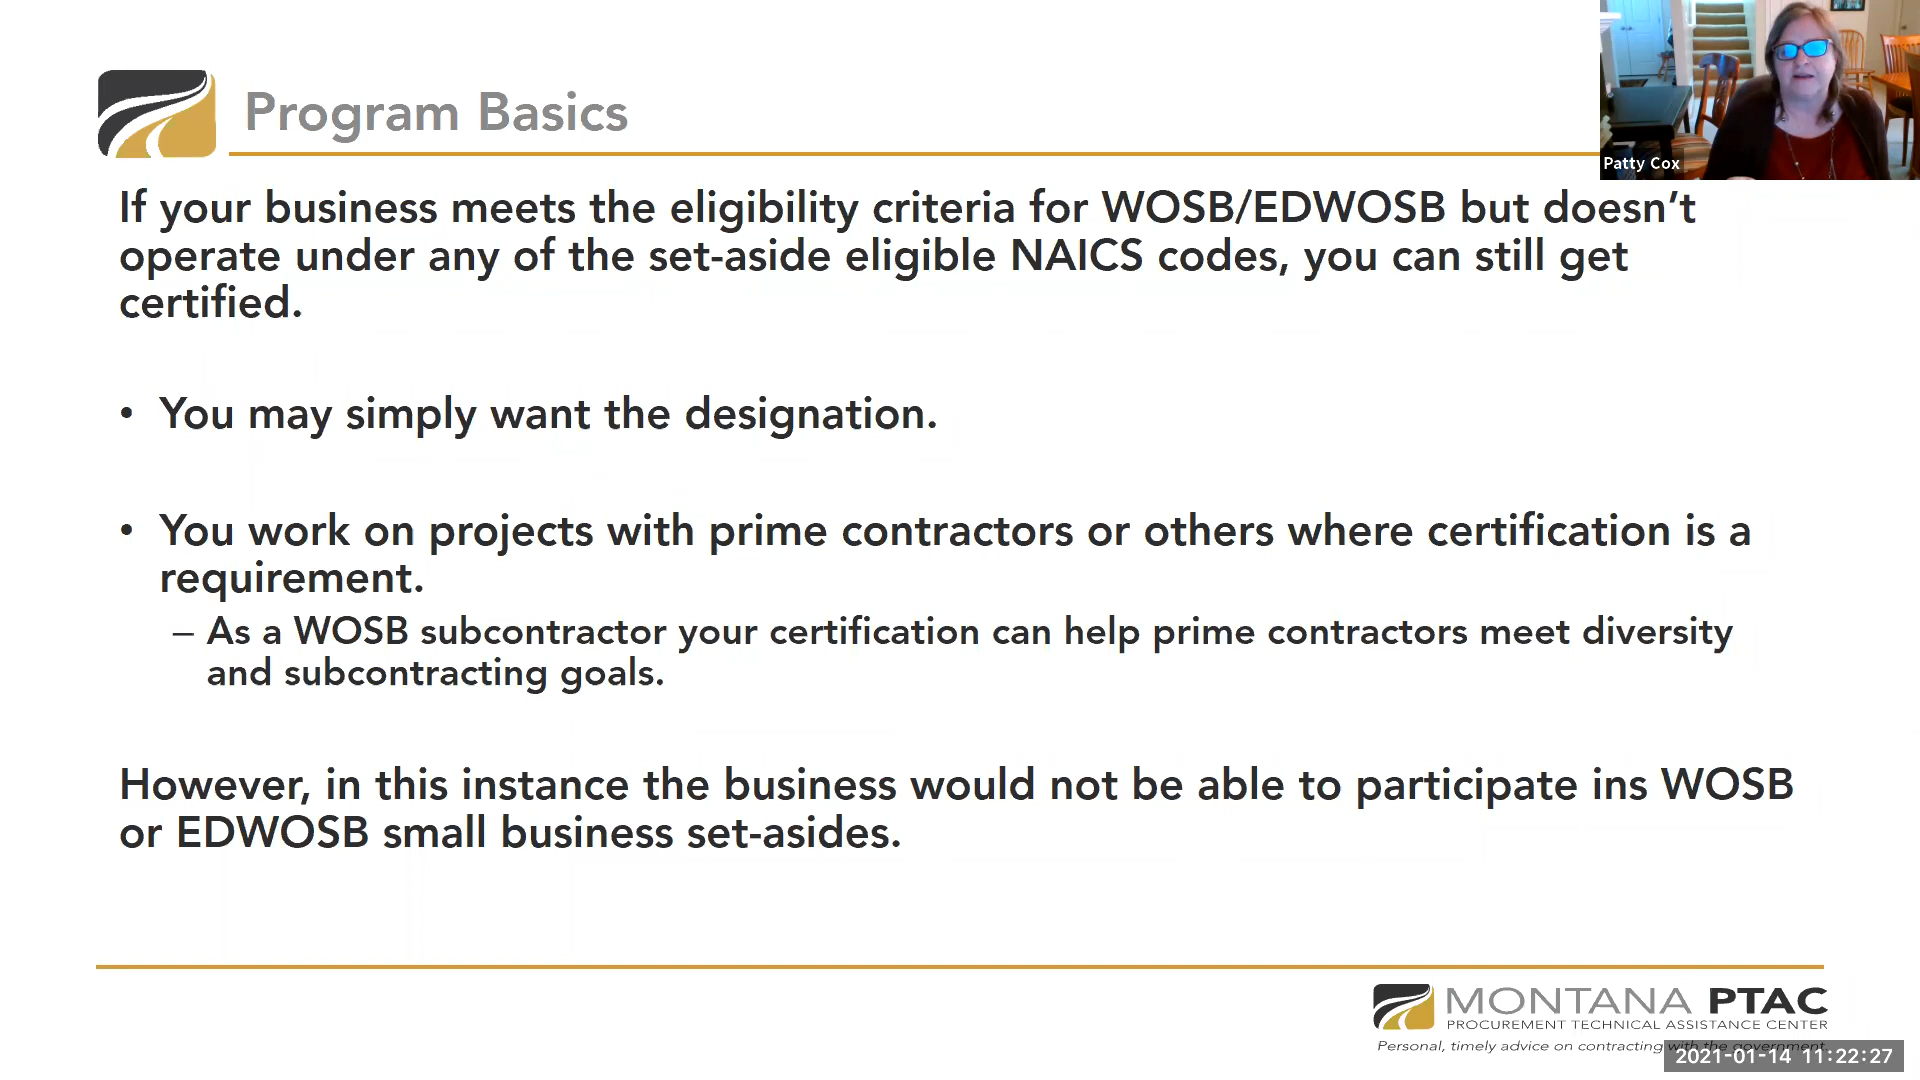 Program Basics
Patty Cox
If your business meets the eligibility criteria for WOSB/EDWOSB but doesn’t
operate under any of the set-aside eligible NAICS codes, you can still get
certified.
• You may simply want the designation.
• You work on projects with prime contractors or others where certification is a
requirement.
– As a WOSB subcontractor your certification can help prime contractors meet diversity
and subcontracting goals.
However, in this instance the business would not be able to participate ins WOSB
or EDWOSB small business set-asides.
MONTANA PTAC
PROCUREMENT TECHNICAL ASSISTANCE CENTER
Personal, timely advice on contracting with the government.
2021-01-14 11:22:27